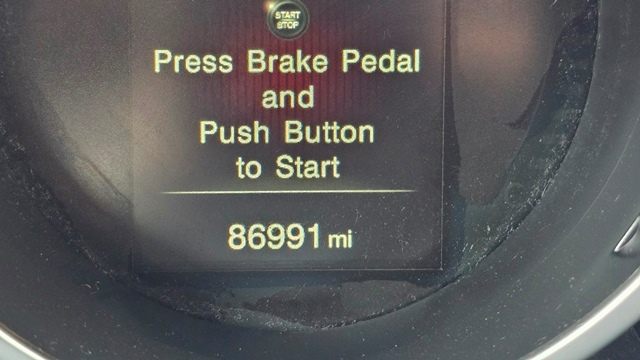 START
STOP
Press Brake Pedal
and
Push Button
to Start
86991 mi